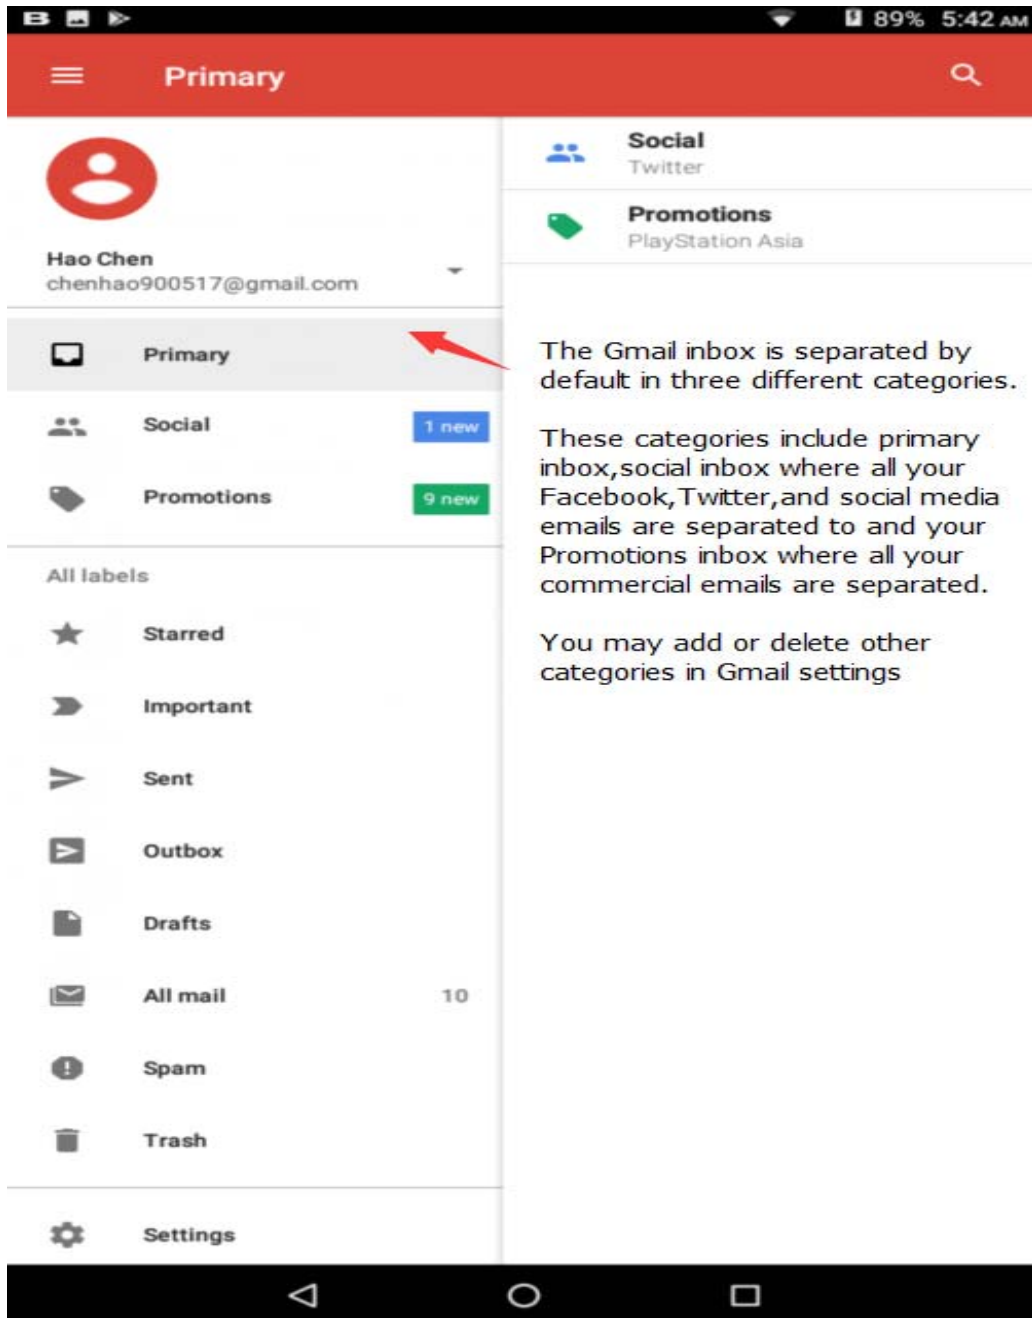 B 89% 5:42 AM
Primary
Hao Chen
chenhao900517@gmail.com
Primary
Social 1 new
Promotions 9 new
All labels
Starred
Important
Sent
Outbox
Drafts
All mail 10
Spam
Trash
Settings
Social
Twitter
Promotions
PlayStation Asia
The Gmail inbox is separated by
default in three different categories.
These categories include primary
inbox,social inbox where all your
Facebook,Twitter,and social media
emails are separated to and your
Promotions inbox where all your
commercial emails are separated.
You may add or delete other
categories in Gmail settings